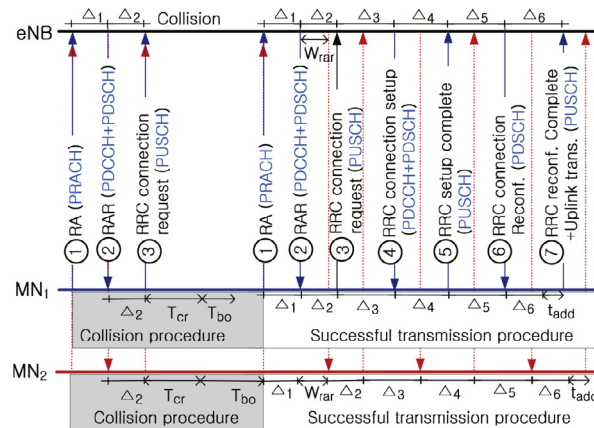 △1 △2 Collision △1 △2 △3 △4 △5 △6
eNB
Wrar
① RA (PRACH)
② RAR (PDCCH+PDSCH)
③ RRC connection
request (PUSCH)
① RA (PRACH)
② RAR (PDCCH+PDSCH)
③ RRC connection
request (PUSCH)
④ RRC connection setup
(PDCCH+PDSCH)
⑤ RRC setup complete
(PUSCH)
⑥ RRC connection
Reconf. (PDSCH)
⑦ RRC reconf. Complete
+Uplink trans. (PUSCH)
MN1
△2 Tcr Tbo △1 △2 △3 △4 △5 △6 tadd
Collision procedure Successful transmission procedure
MN2
△2 Tcr Tbo △1 Wrar △2 △3 △4 △5 △6 tadd
Collision procedure Successful transmission procedure